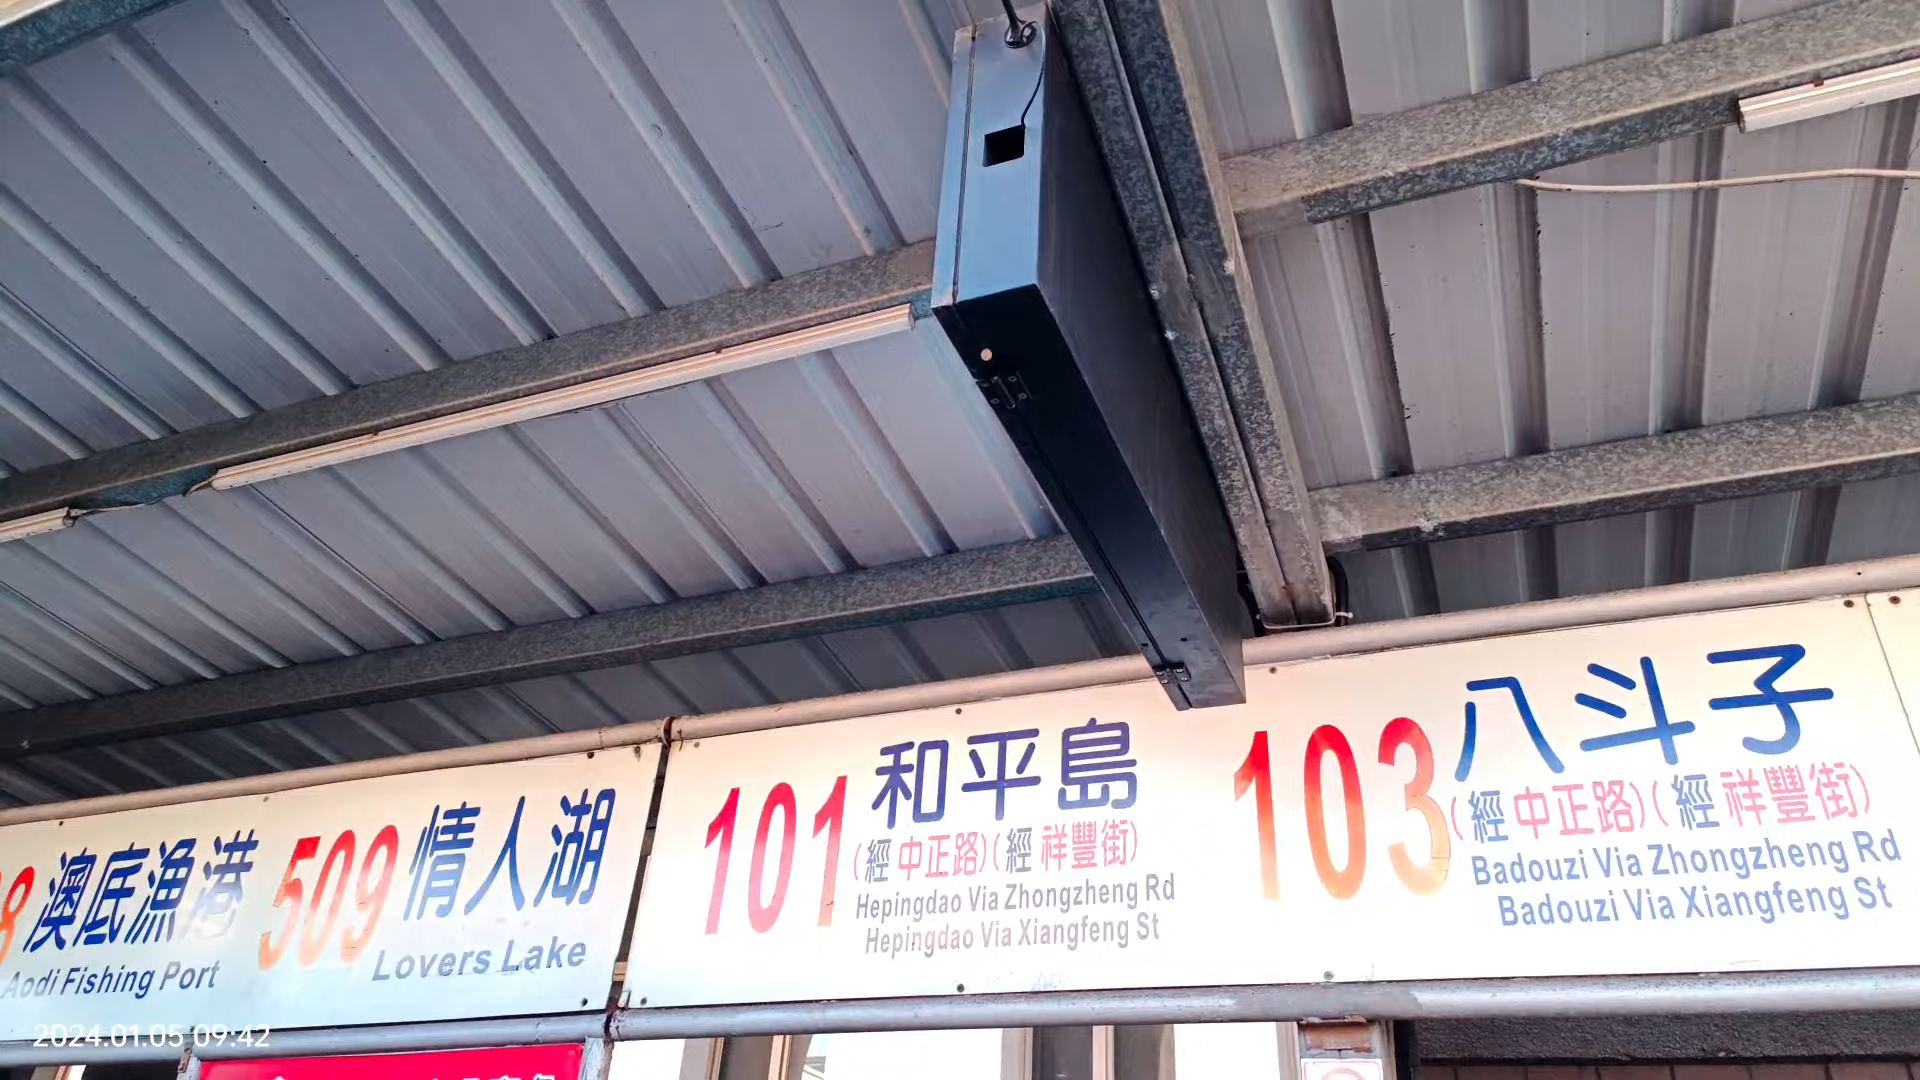 8 澳底漁港
Aodi Fishing Port
509 情人湖
Lovers Lake
101 和平島
(經 中正路)(經 祥豐街)
Hepingdao Via Zhongzheng Rd
Hepingdao Via Xiangfeng St
103 八斗子
(經 中正路)(經 祥豐街)
Badouzi Via Zhongzheng Rd
Badouzi Via Xiangfeng St
2024.01.05 09:42